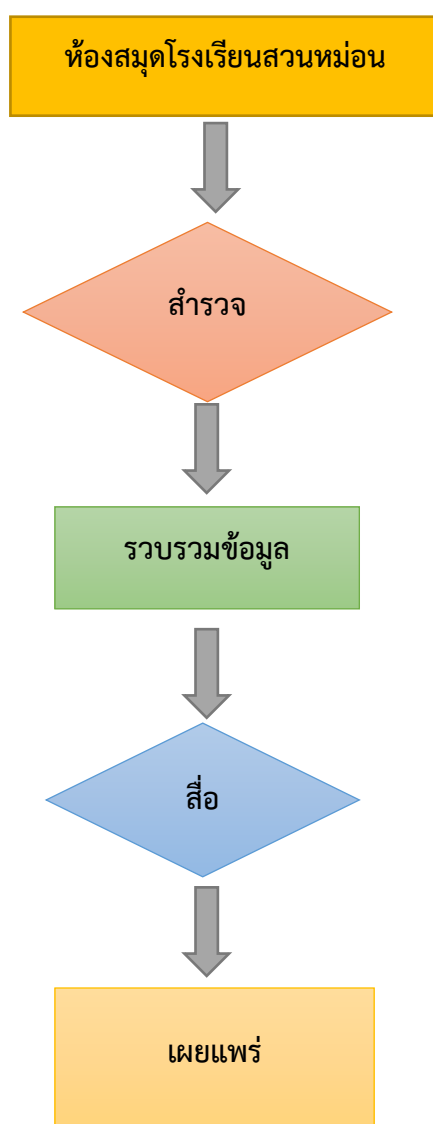 ห้องสมุดโรงเรียนสวนหม่อน
สำรวจ
รวบรวมข้อมูล
สื่อ
เผยแพร่